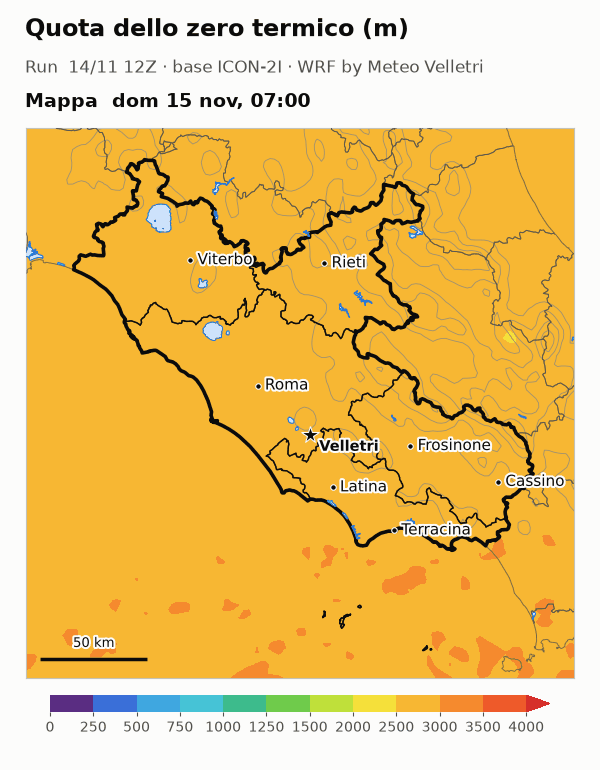 Quota dello zero termico (m)
Run  14/11 12Z · base ICON-2I · WRF by Meteo Velletri
Mappa  dom 15 nov, 07:00
Viterbo
Rieti
Roma
Velletri
Frosinone
Cassino
Latina
Terracina
50 km
0 250 500 750 1000 1250 1500 2000 2500 3000 3500 4000